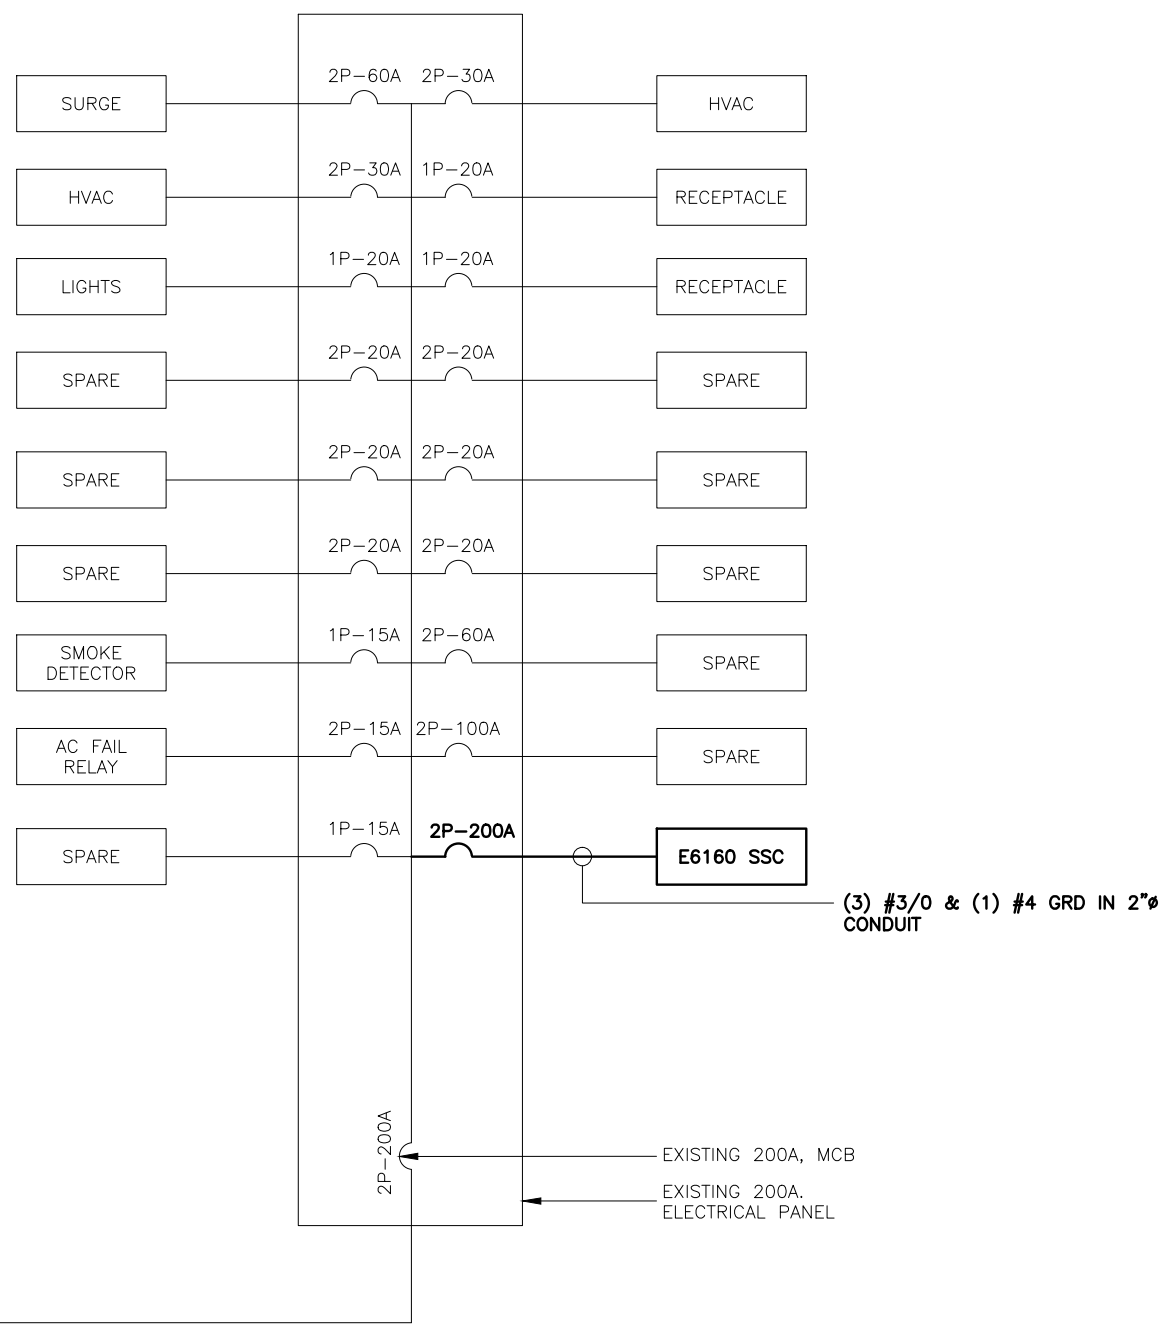 2P-60A 2P-30A
SURGE
HVAC
2P-30A 1P-20A
HVAC
RECEPTACLE
1P-20A 1P-20A
LIGHTS
RECEPTACLE
2P-20A 2P-20A
SPARE
SPARE
2P-20A 2P-20A
SPARE
SPARE
2P-20A 2P-20A
SPARE
SPARE
1P-15A 2P-60A
SMOKE
DETECTOR
SPARE
2P-15A 2P-100A
AC FAIL
RELAY
SPARE
1P-15A 2P-200A
SPARE
E6160 SSC
(3) #3/0 & (1) #4 GRD IN 2"ø
CONDUIT
2P-200A
EXISTING 200A, MCB
EXISTING 200A.
ELECTRICAL PANEL